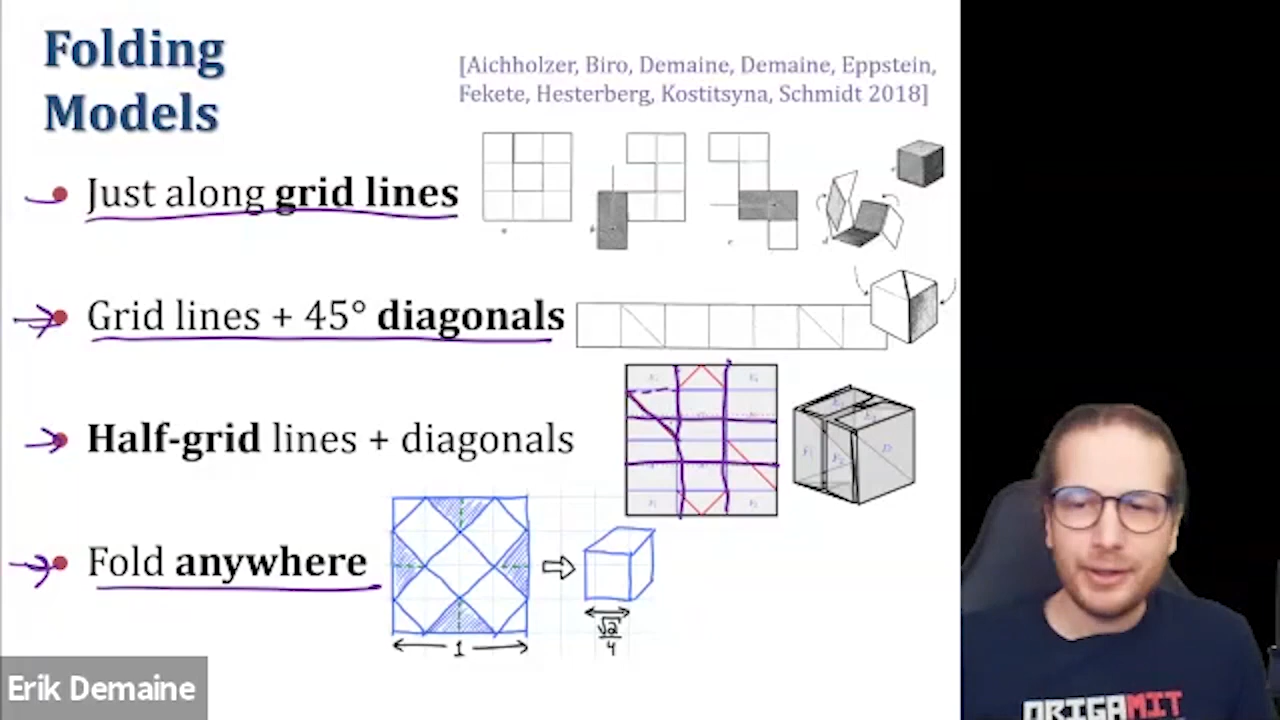 Folding
Models
[Aichholzer, Biro, Demaine, Demaine, Eppstein,
Fekete, Hesterberg, Kostitsyna, Schmidt 2018]
Just along grid lines
Grid lines + 45° diagonals
Half-grid lines + diagonals
Fold anywhere
1
√2/4
Erik Demaine
ORIGAMIT